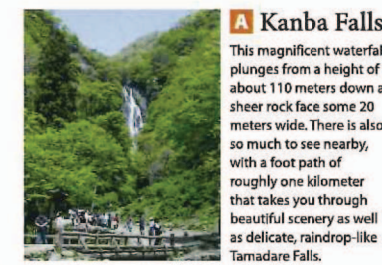 A Kanba Falls
This magnificent waterfal
plunges from a height of
about 110 meters down a
sheer rock face some 20
meters wide. There is also
so much to see nearby,
with a foot path of
roughly one kilometer
that takes you through
beautiful scenery as well
as delicate, raindrop-like
Tamadare Falls.